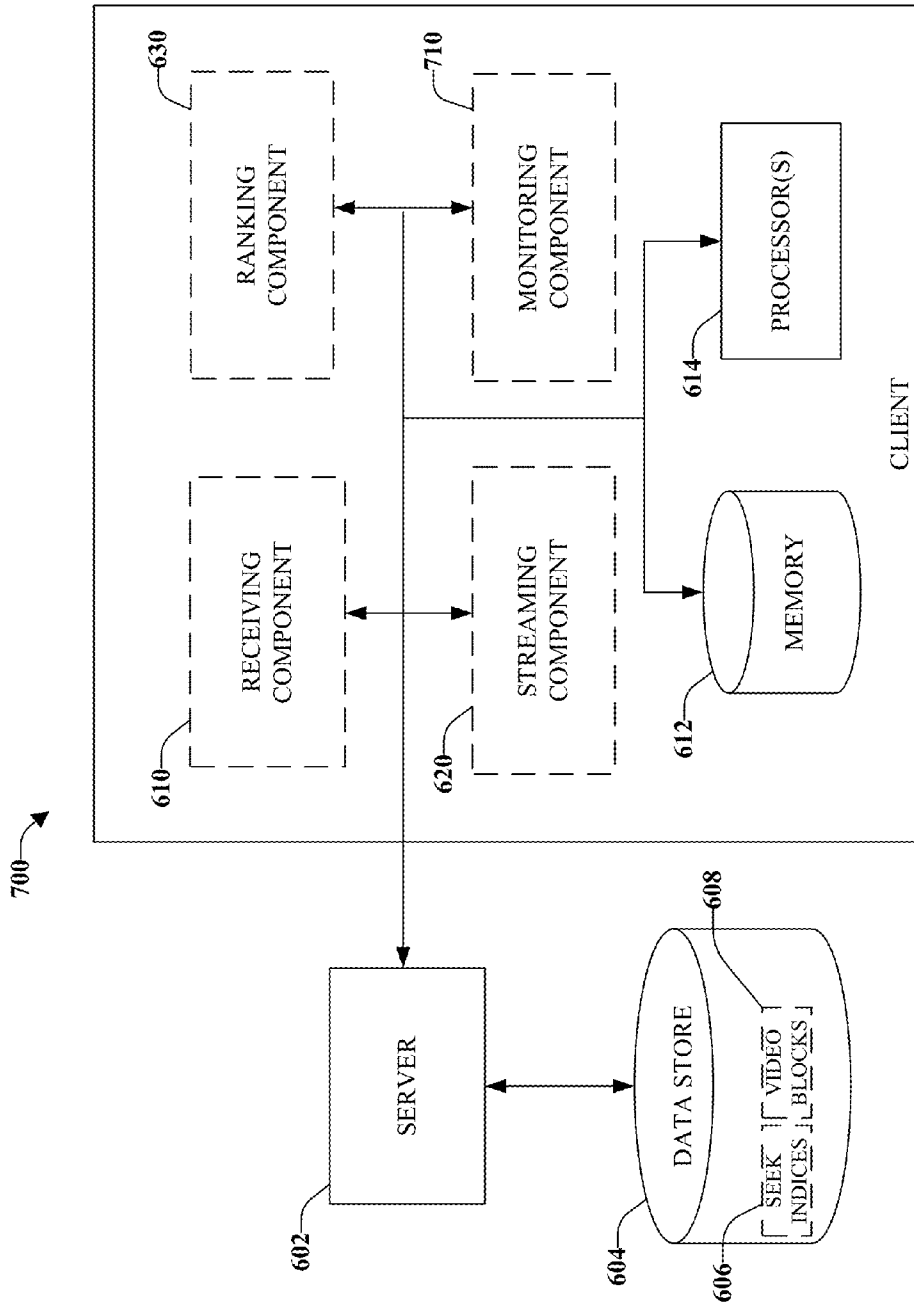 700
610
RECEIVING
COMPONENT
630
RANKING
COMPONENT
602
SERVER
620
STREAMING
COMPONENT
710
MONITORING
COMPONENT
604
DATA STORE
606
SEEK
INDICES
608
VIDEO
BLOCKS
612
MEMORY
614
PROCESSOR(S)
CLIENT